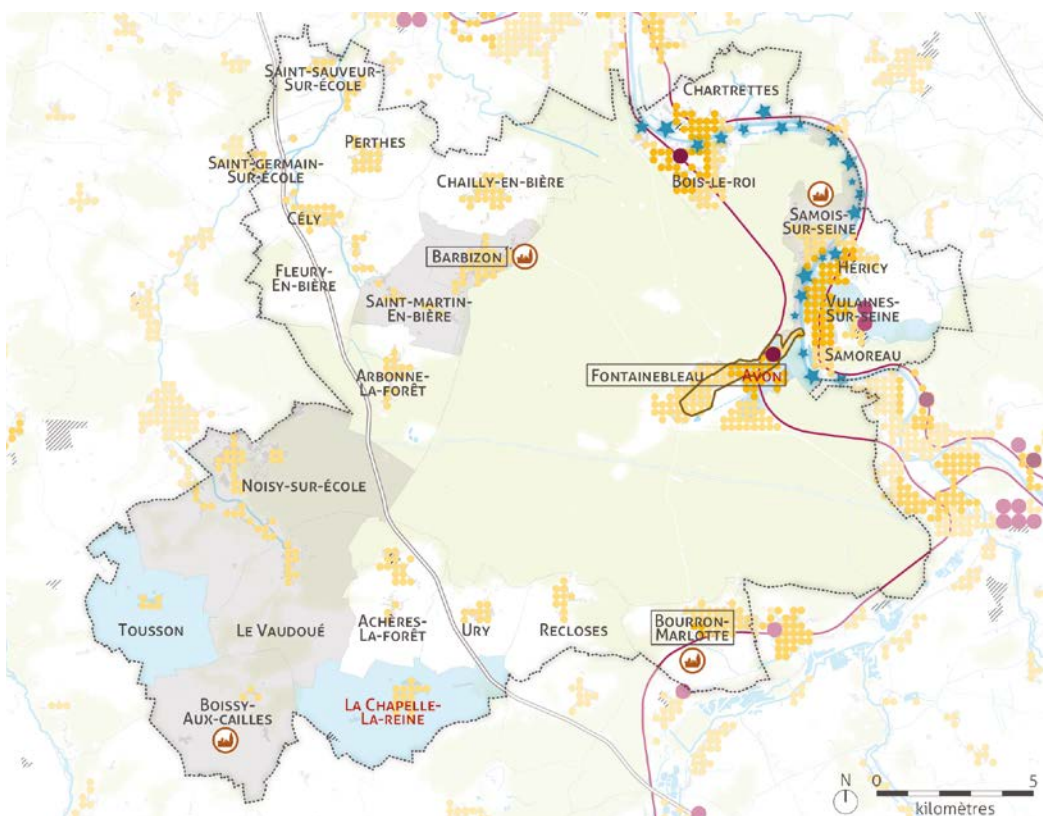 SAINT-SAUVEUR-
SUR-ÉCOLE
CHARTRETTES
PERTHES
SAINT-GERMAIN-
SUR-ÉCOLE
CHAILLY-EN-BIÈRE
BOIS-LE-ROI
CÉLY
SAMOIS-
SUR-SEINE
BARBIZON
FLEURY-
EN-BIÈRE
HÉRICY
SAINT-MARTIN-
EN-BIÈRE
VULAINES-
SUR-SEINE
SAMOREAU
ARBONNE-
LA-FORÊT
FONTAINEBLEAU
AVON
NOISY-SUR-ÉCOLE
TOUSSON
LE VAUDOUÉ
ACHÈRES-
LA-FORÊT
URY
RECLOSES
BOURRON-
MARLOTTE
BOISSY-
AUX-CAILLES
LA CHAPELLE-
LA-REINE
N
0
5
kilomètres